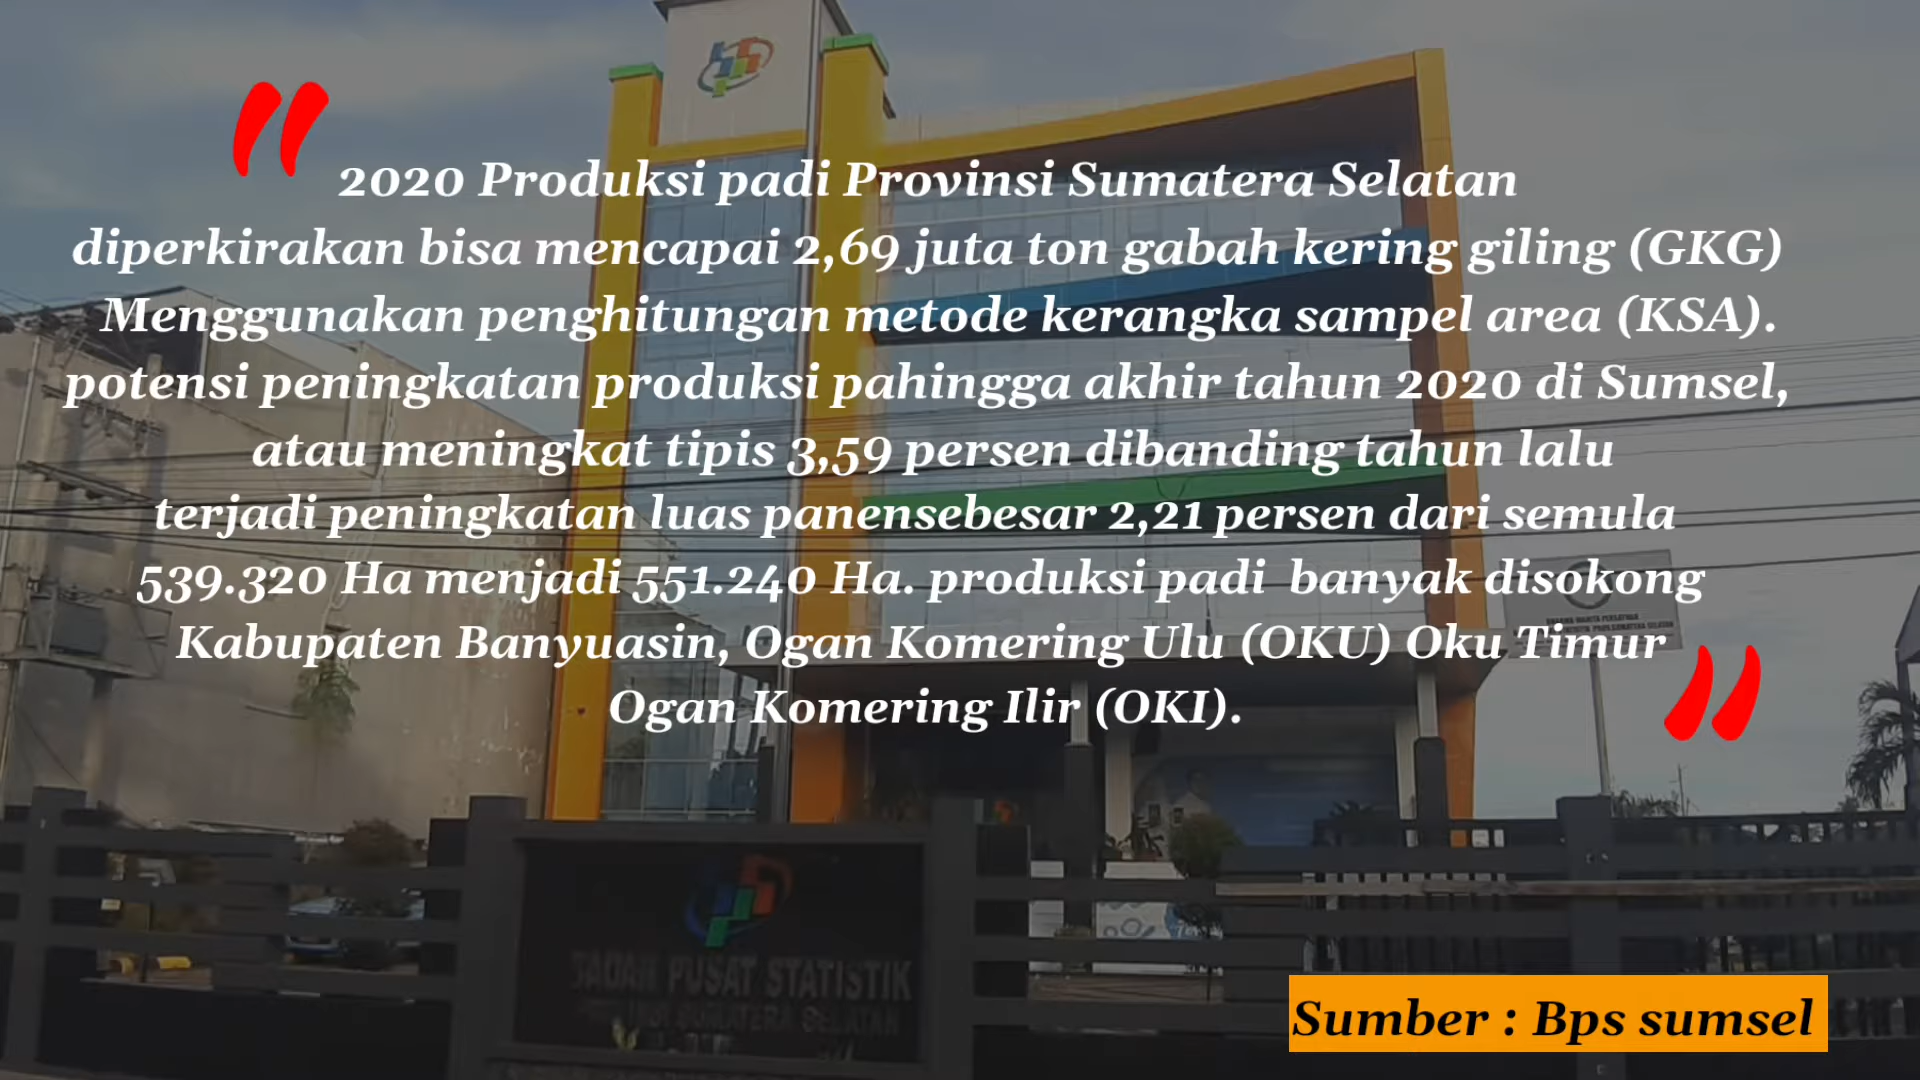 2020 Produksi padi Provinsi Sumatera Selatan
diperkirakan bisa mencapai 2,69 juta ton gabah kering giling (GKG)
Menggunakan penghitungan metode kerangka sampel area (KSA).
potensi peningkatan produksi pahingga akhir tahun 2020 di Sumsel,
atau meningkat tipis 3,59 persen dibanding tahun lalu
terjadi peningkatan luas panensebesar 2,21 persen dari semula
539.320 Ha menjadi 551.240 Ha. produksi padi banyak disokong
Kabupaten Banyuasin, Ogan Komering Ulu (OKU) Oku Timur
Ogan Komering Ilir (OKI).
BADAN PUSAT STATISTIK
PROVINSI SUMATERA SELATAN
Sumber : Bps sumsel